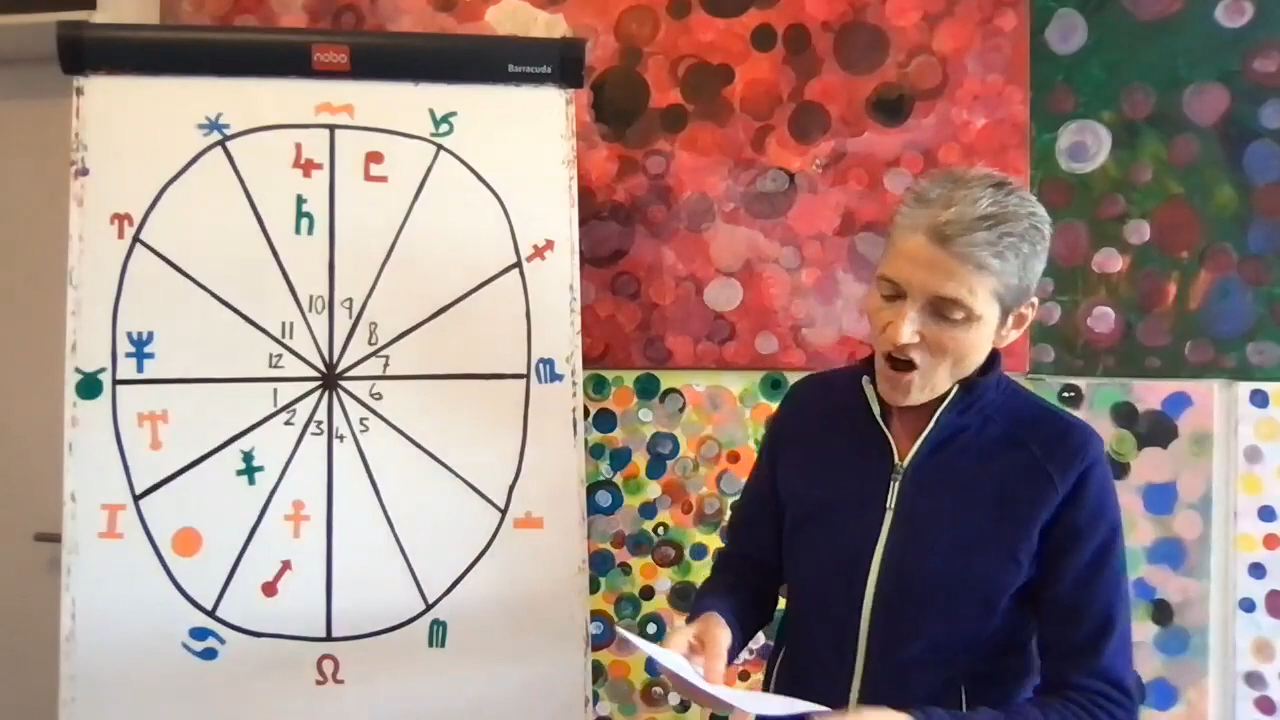 nobo
Barracuda
♓ ♒ ♑
♃ P
♄
♈ ♐
10 9
11 8
12 7
♆
♉ ♏
1 6
2 3 4 5
♅
☿
♊ ♀ ♎
♂
♋ ♍
♌